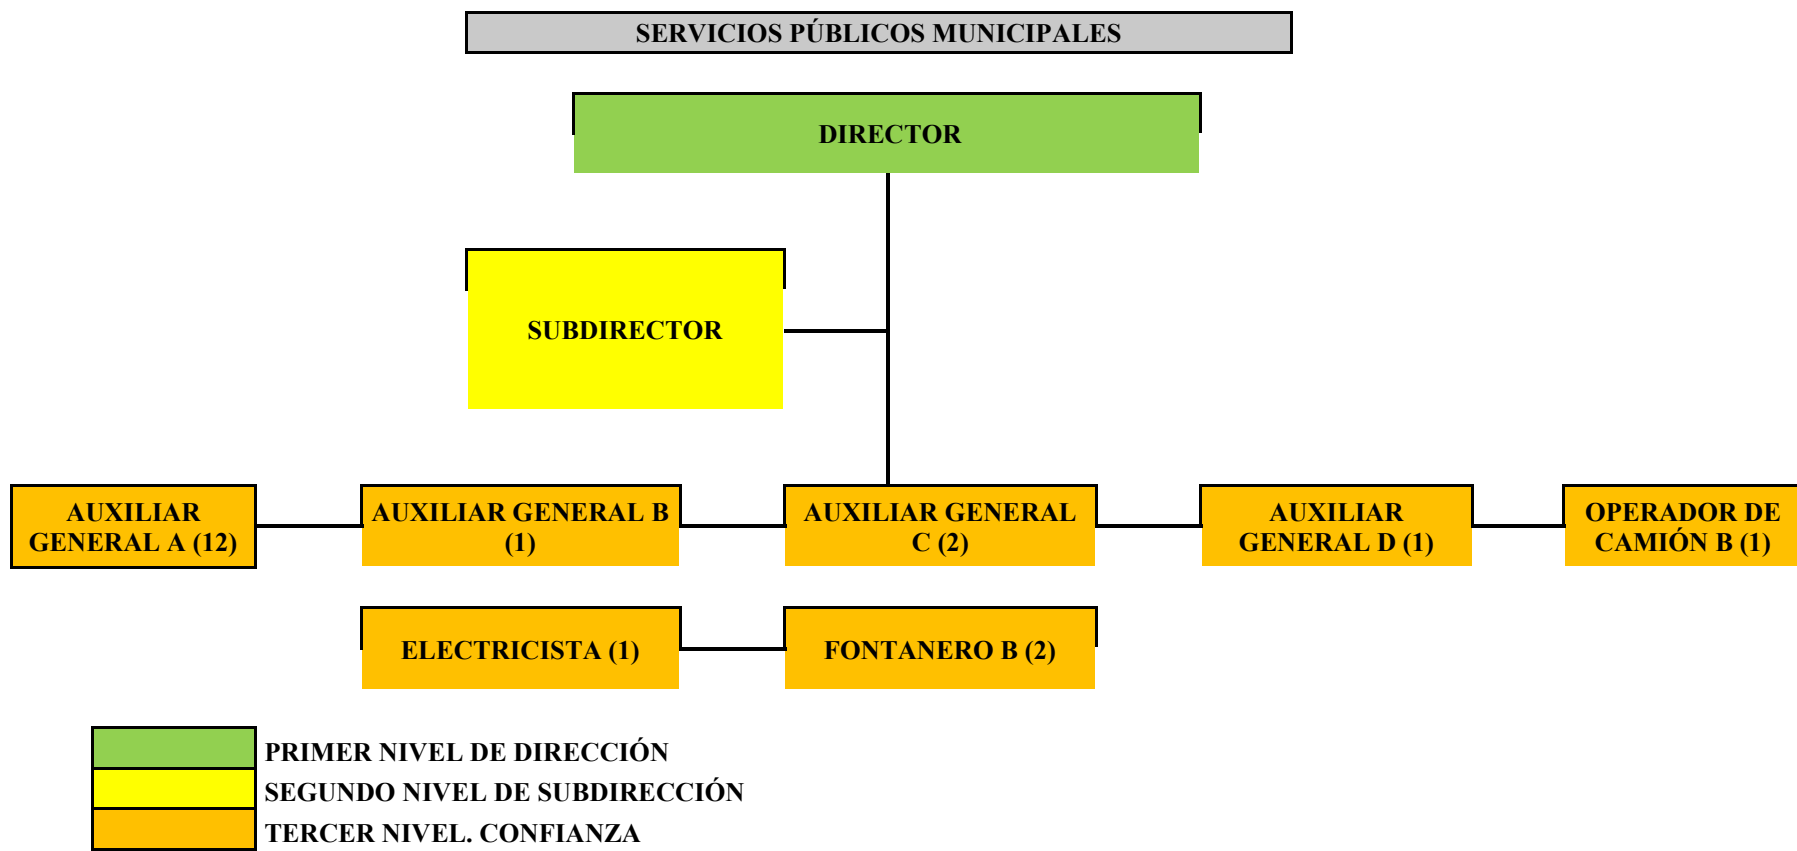 SERVICIOS PÚBLICOS MUNICIPALES
DIRECTOR
SUBDIRECTOR
AUXILIAR
GENERAL A (12)
AUXILIAR GENERAL B
(1)
AUXILIAR GENERAL
C (2)
AUXILIAR
GENERAL D (1)
OPERADOR DE
CAMIÓN B (1)
ELECTRICISTA (1)
FONTANERO B (2)
PRIMER NIVEL DE DIRECCIÓN
SEGUNDO NIVEL DE SUBDIRECCIÓN
TERCER NIVEL. CONFIANZA